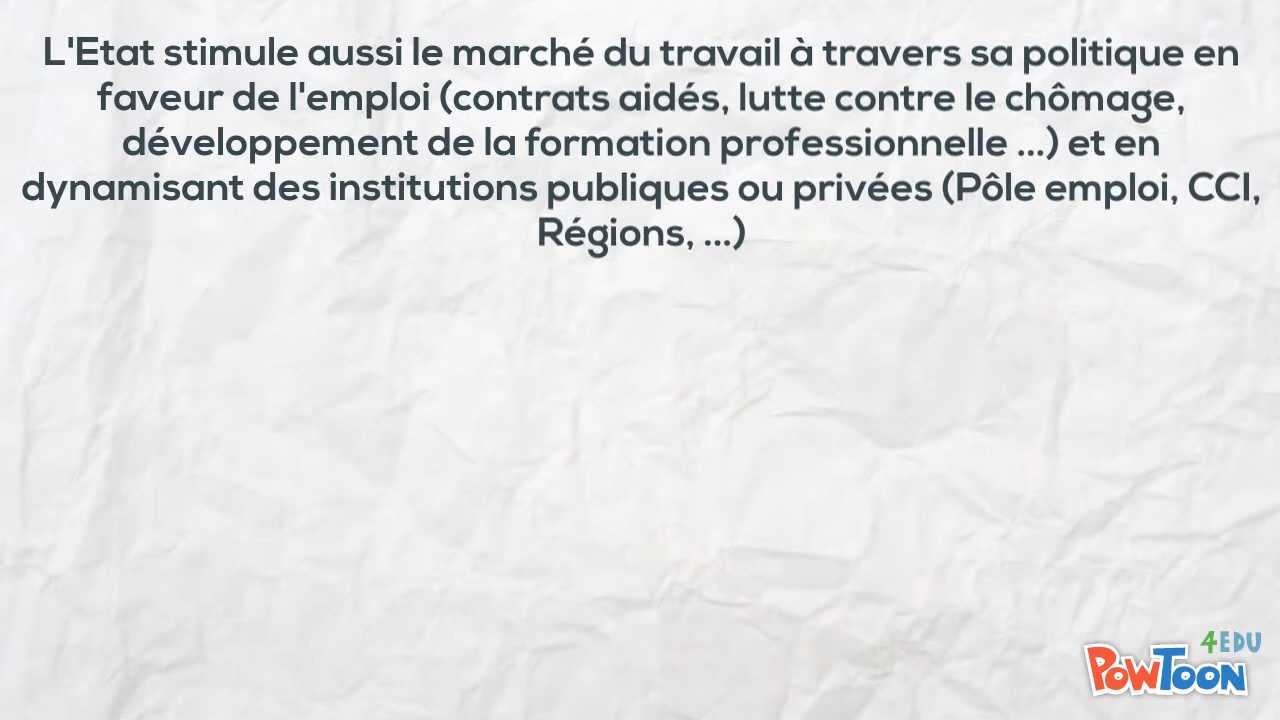 L'Etat stimule aussi le marché du travail à travers sa politique en
faveur de l'emploi (contrats aidés, lutte contre le chômage,
développement de la formation professionnelle ...) et en
dynamisant des institutions publiques ou privées (Pôle emploi, CCI,
Régions, ...)
4EDU
POWTOON